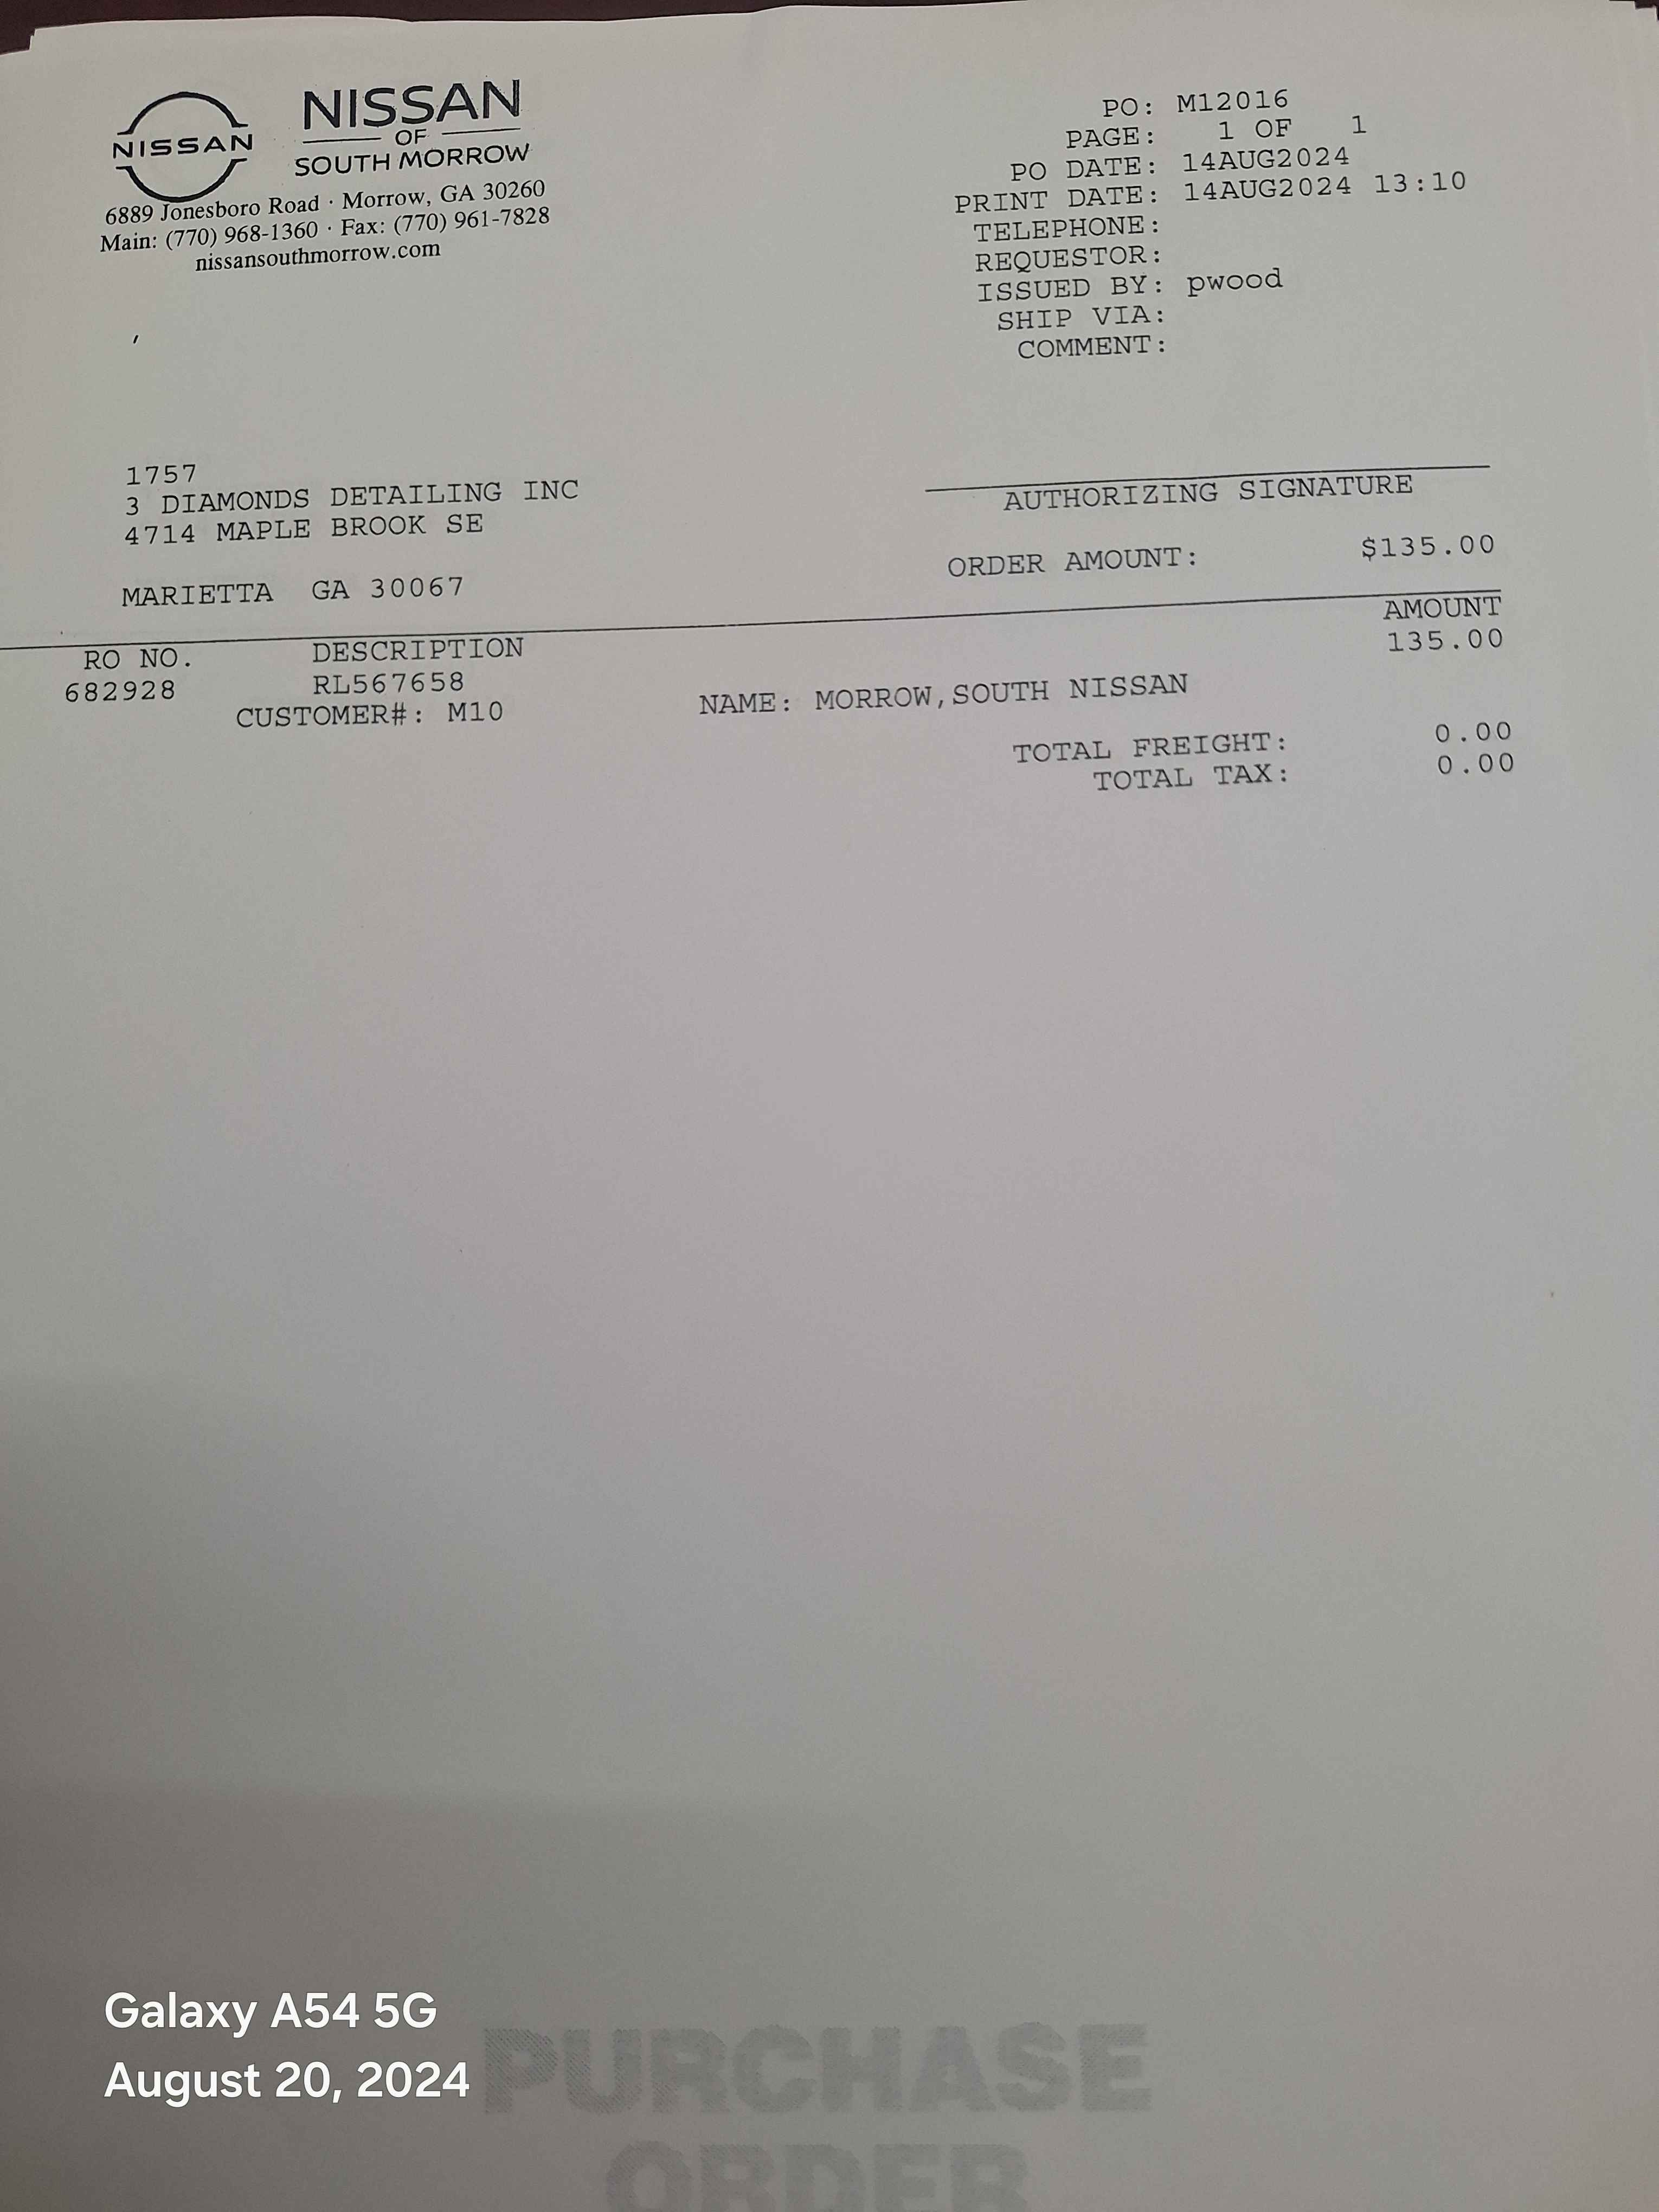 NISSAN
NISSAN
OF
SOUTH MORROW
6889 Jonesboro Road · Morrow, GA 30260
Main: (770) 968-1360 · Fax: (770) 961-7828
nissansouthmorrow.com
PO: M12016
PAGE: 1 OF 1
PO DATE: 14AUG2024
PRINT DATE: 14AUG2024 13:10
TELEPHONE:
REQUESTOR:
ISSUED BY: pwood
SHIP VIA:
COMMENT:
1757
3 DIAMONDS DETAILING INC
4714 MAPLE BROOK SE
MARIETTA GA 30067
AUTHORIZING SIGNATURE
ORDER AMOUNT: $135.00
RO NO. DESCRIPTION AMOUNT
682928 RL567658 135.00
CUSTOMER#: M10 NAME: MORROW,SOUTH NISSAN
TOTAL FREIGHT: 0.00
TOTAL TAX: 0.00
Galaxy A54 5G
August 20, 2024
PURCHASE
ORDER